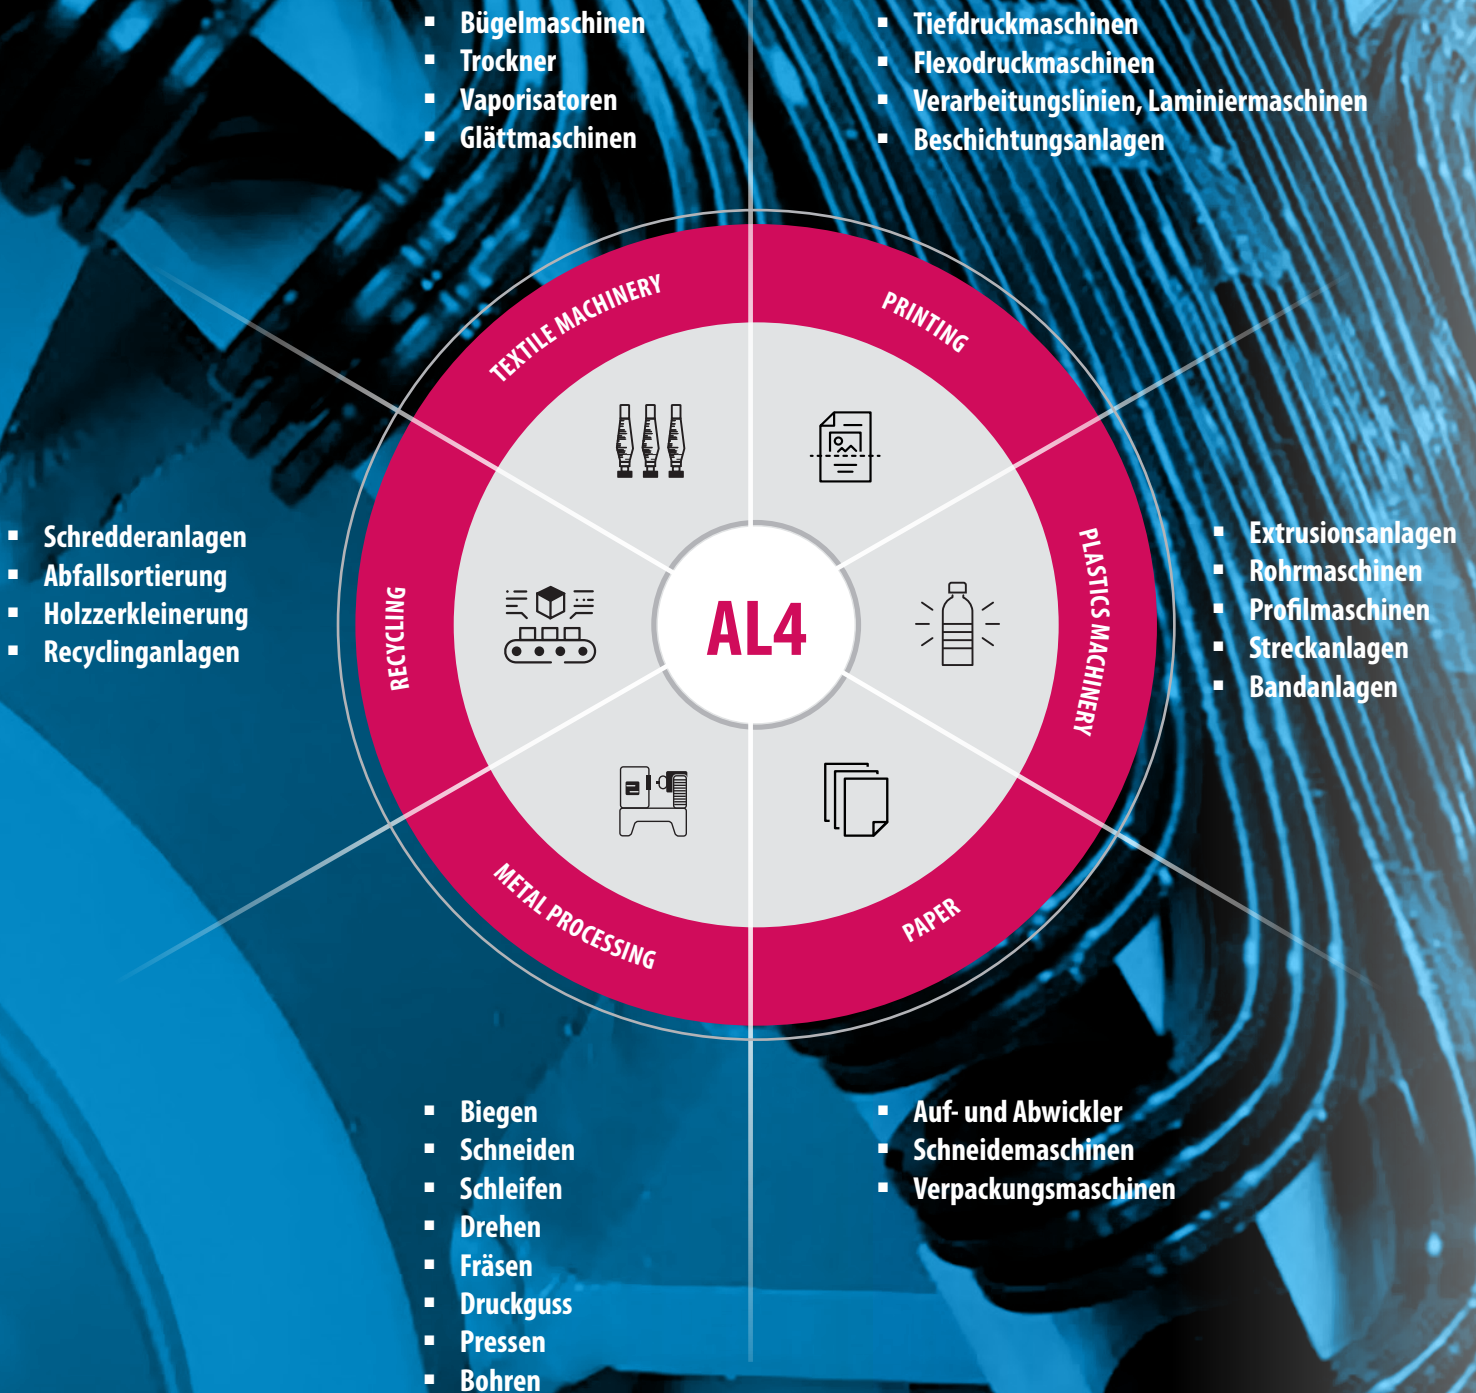 Bügelmaschinen
Trockner
Vaporisatoren
Glättmaschinen
Tiefdruckmaschinen
Flexodruckmaschinen
Verarbeitungslinien, Laminiermaschinen
Beschichtungsanlagen
TEXTILE MACHINERY
PRINTING
Schredderanlagen
Abfallsortierung
Holzzerkleinerung
Recyclinganlagen
RECYCLING
AL4
PLASTICS MACHINERY
Extrusionsanlagen
Rohrmaschinen
Profilmaschinen
Streckanlagen
Bandanlagen
METAL PROCESSING
PAPER
Biegen
Schneiden
Schleifen
Drehen
Fräsen
Druckguss
Pressen
Bohren
Auf- und Abwickler
Schneidemaschinen
Verpackungsmaschinen